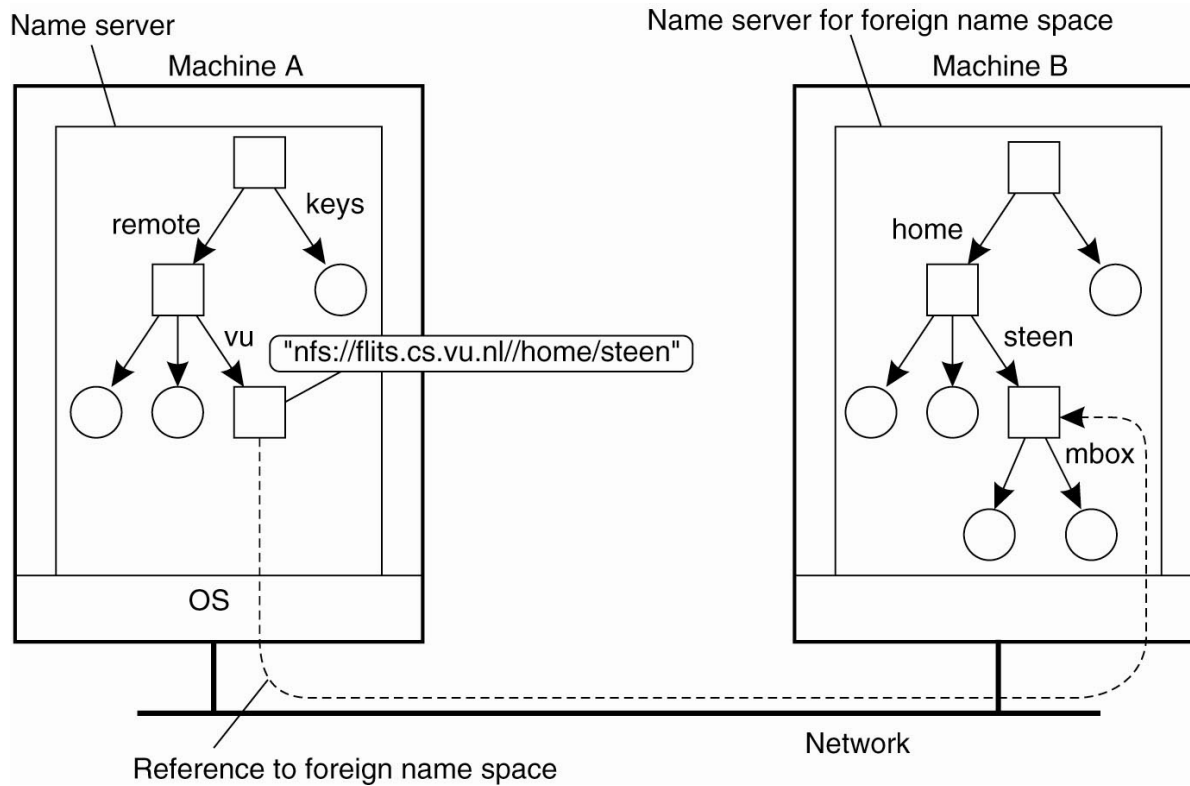 Name server
Name server for foreign name space
Machine A
Machine B
keys
remote
home
vu
"nfs://flits.cs.vu.nl//home/steen"
steen
mbox
OS
Network
Reference to foreign name space